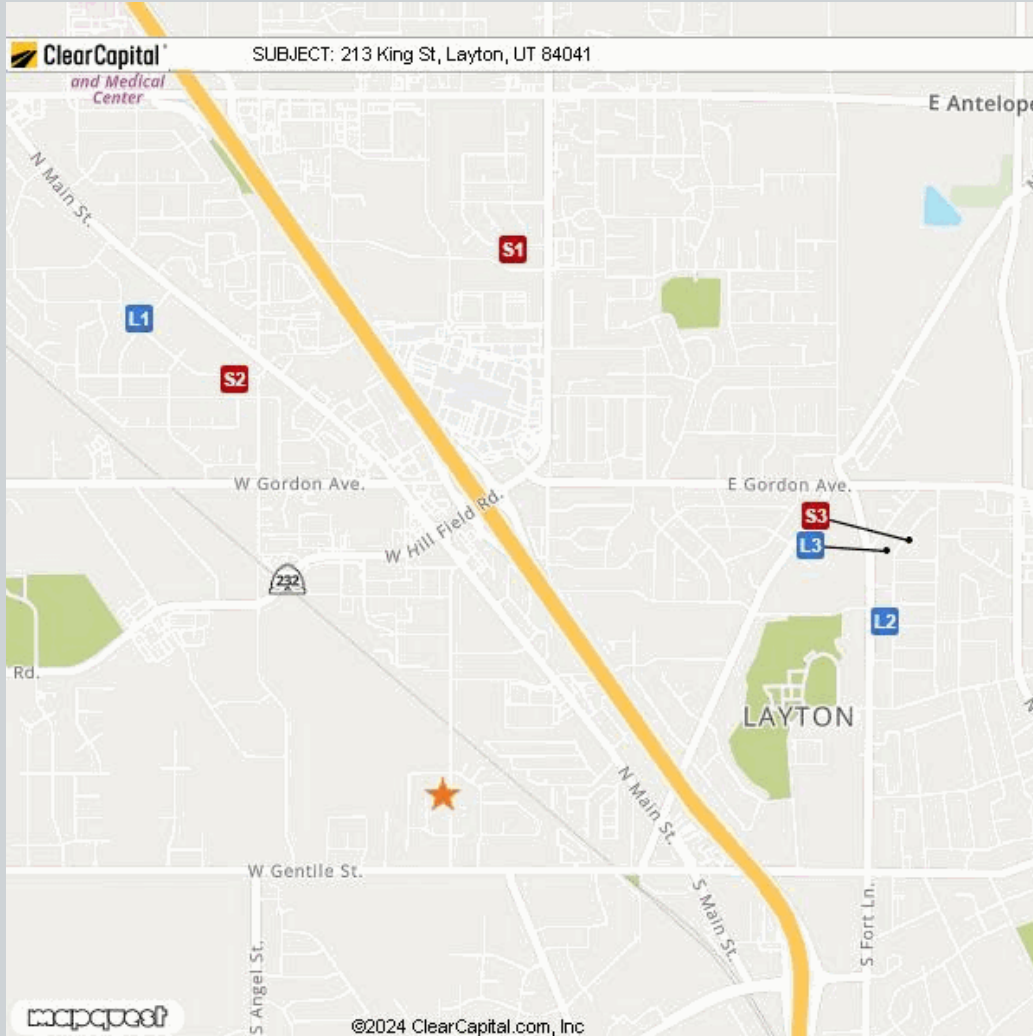 ClearCapital
SUBJECT: 213 King St, Layton, UT 84041
and Medical
Center
E Antelope
N Main St.
S1
L1
S2
W Gordon Ave.
E Gordon Ave.
W Hill Field Rd.
S3
L3
232
L2
Rd.
LAYTON
N Main St.
W Gentile St.
S Main St.
S Fort Ln.
S Angel St.
mapquest
©2024 ClearCapital.com, Inc